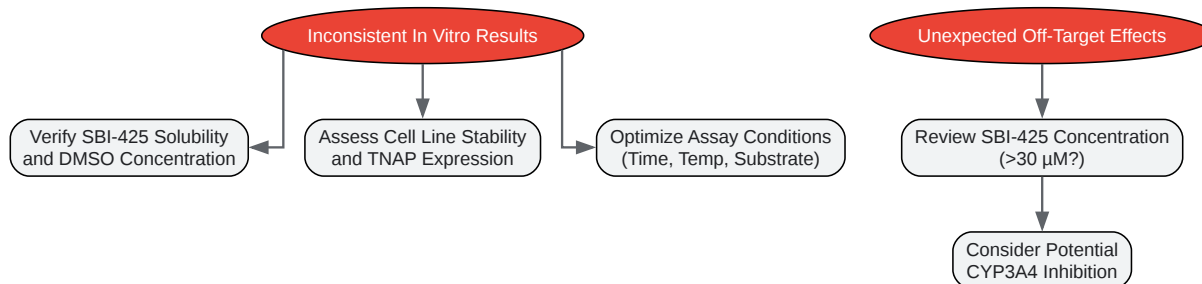 Inconsistent In Vitro Results
Unexpected Off-Target Effects
Verify SBI-425 Solubility
and DMSO Concentration
Assess Cell Line Stability
and TNAP Expression
Optimize Assay Conditions
(Time, Temp, Substrate)
Review SBI-425 Concentration
(>30 µM?)
Consider Potential
CYP3A4 Inhibition